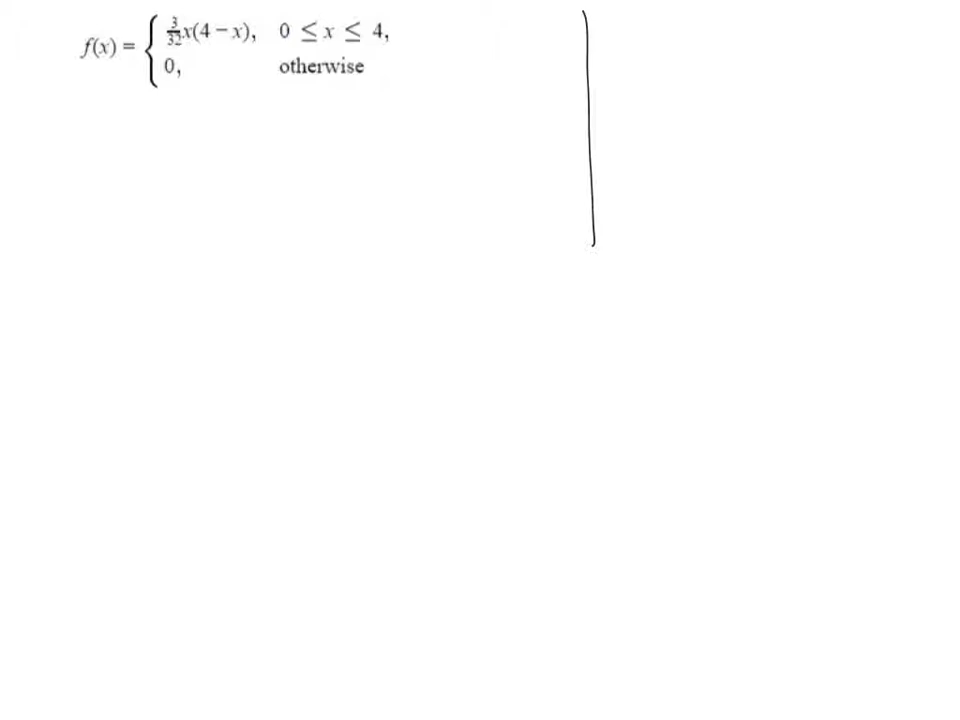 f(x) = { 3/32 x(4 − x), 0 ≤ x ≤ 4,
0, otherwise